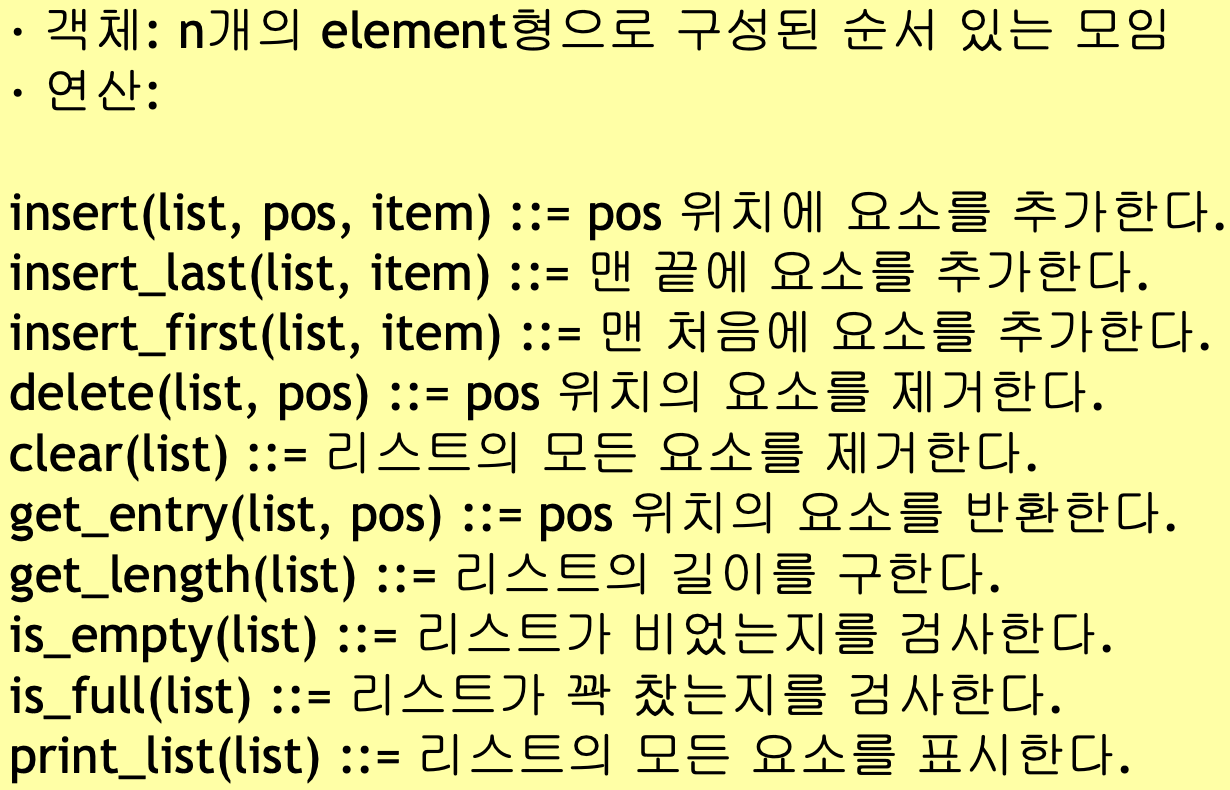 · 객체: n개의 element형으로 구성된 순서 있는 모임
· 연산:
insert(list, pos, item) ::= pos 위치에 요소를 추가한다.
insert_last(list, item) ::= 맨 끝에 요소를 추가한다.
insert_first(list, item) ::= 맨 처음에 요소를 추가한다.
delete(list, pos) ::= pos 위치의 요소를 제거한다.
clear(list) ::= 리스트의 모든 요소를 제거한다.
get_entry(list, pos) ::= pos 위치의 요소를 반환한다.
get_length(list) ::= 리스트의 길이를 구한다.
is_empty(list) ::= 리스트가 비었는지를 검사한다.
is_full(list) ::= 리스트가 꽉 찼는지를 검사한다.
print_list(list) ::= 리스트의 모든 요소를 표시한다.